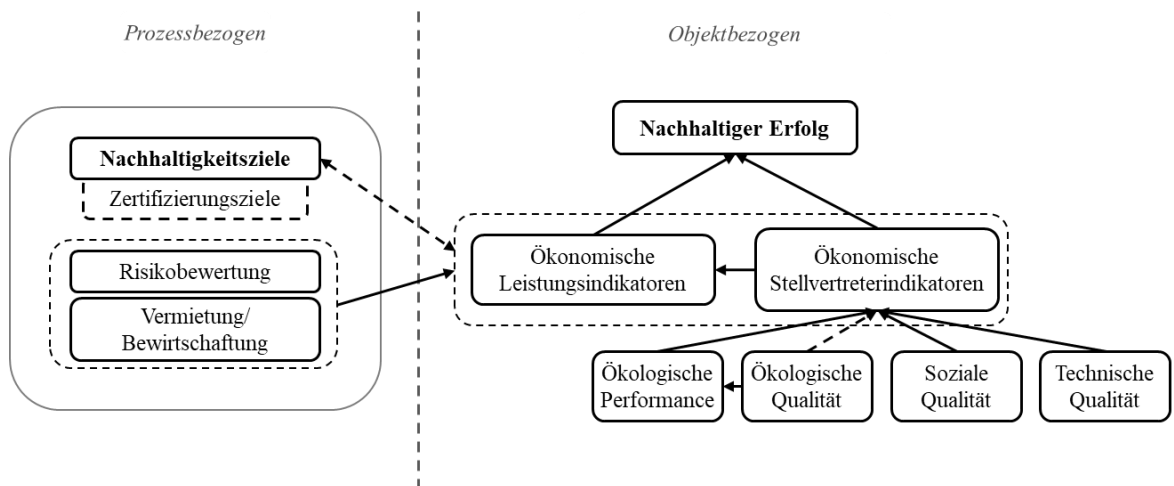 Prozessbezogen
Objektbezogen
Nachhaltigkeitsziele
Zertifizierungsziele
Risikobewertung
Vermietung/
Bewirtschaftung
Nachhaltiger Erfolg
Ökonomische
Leistungsindikatoren
Ökonomische
Stellvertreterindikatoren
Ökologische
Performance
Ökologische
Qualität
Soziale
Qualität
Technische
Qualität